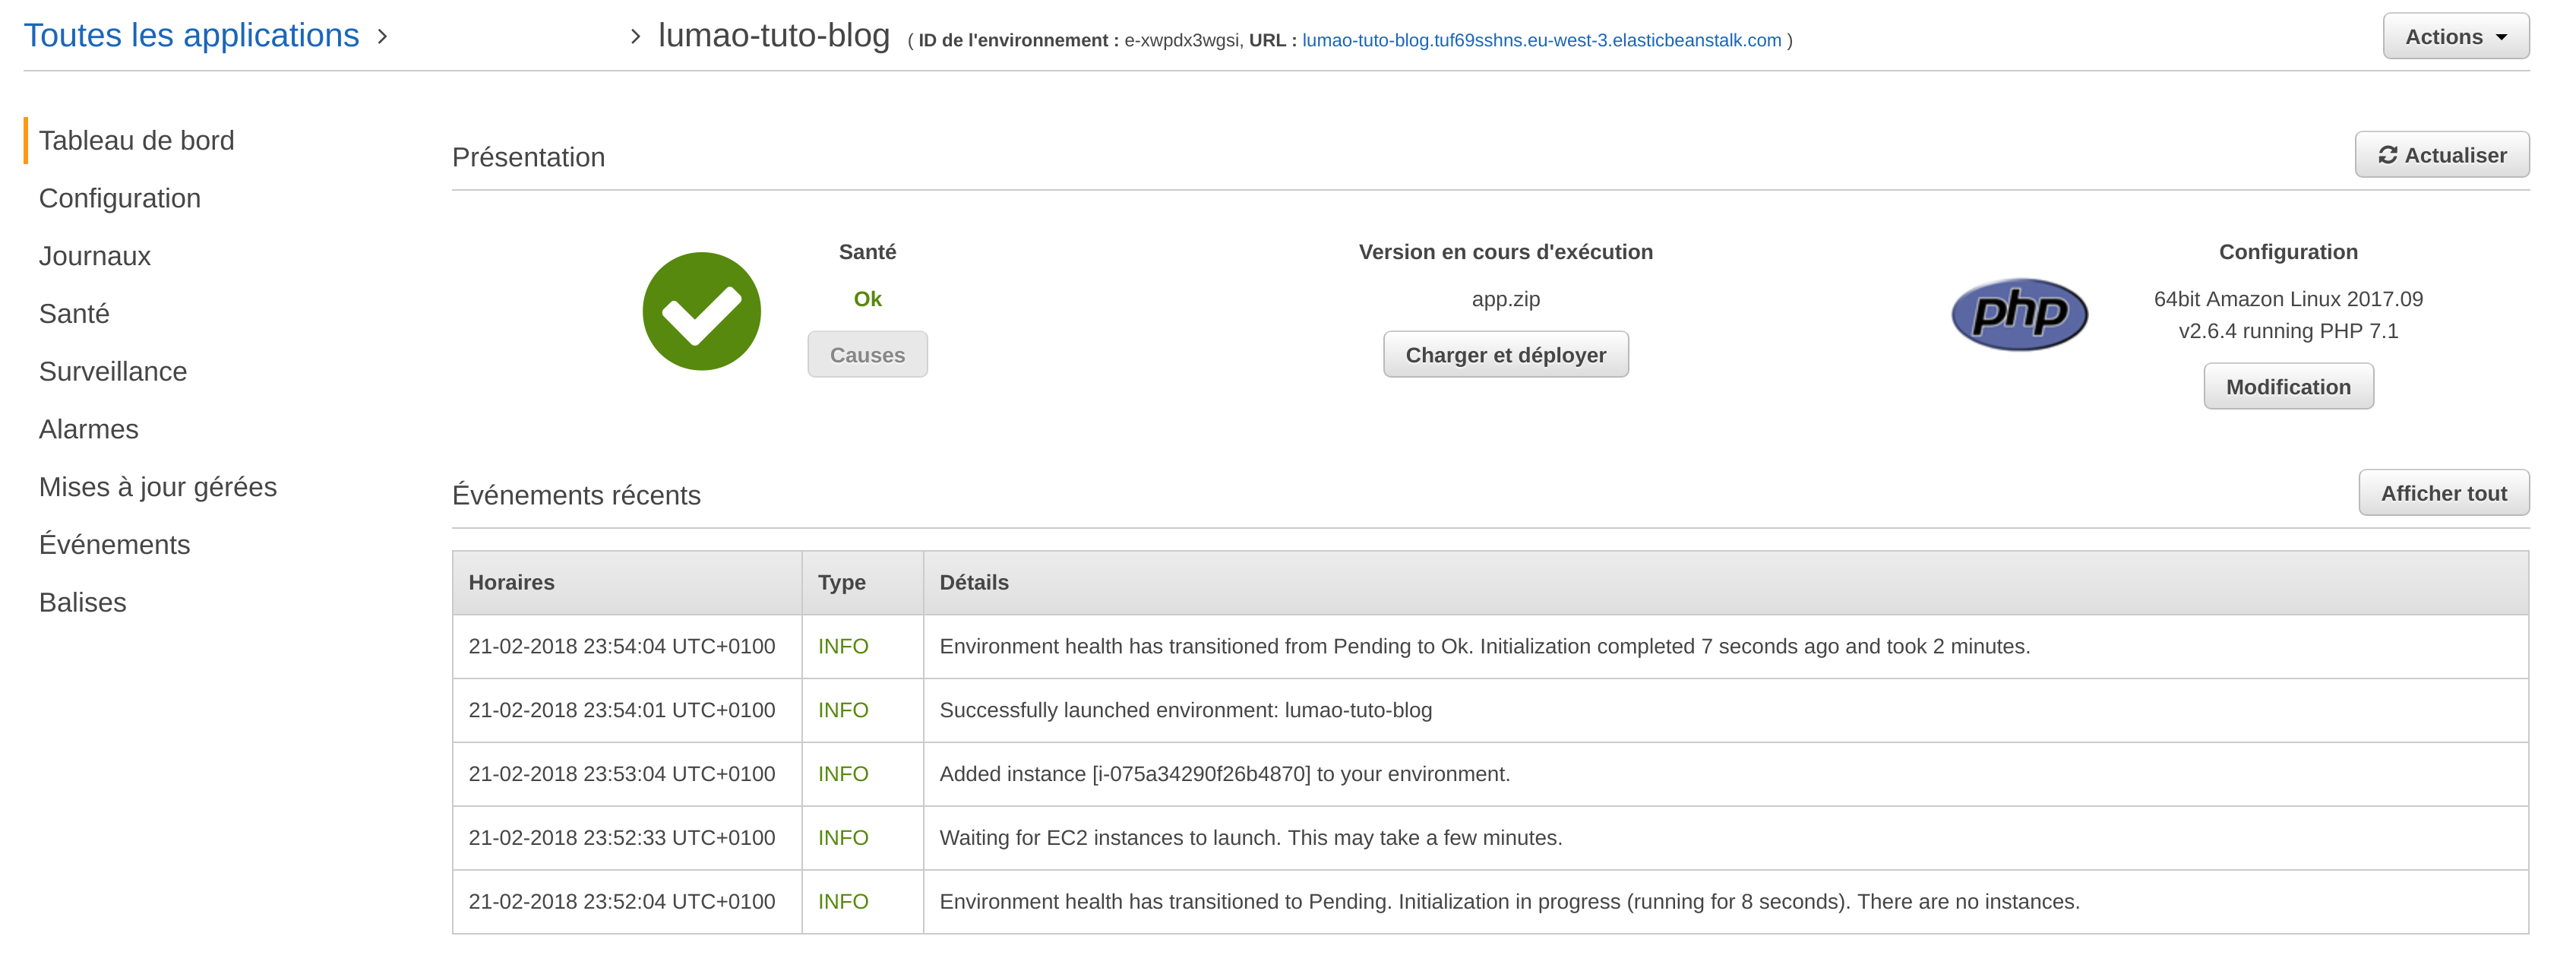 Toutes les applications > > lumao-tuto-blog ( ID de l'environnement : e-xwpdx3wgsi, URL : lumao-tuto-blog.tuf69sshns.eu-west-3.elasticbeanstalk.com )
Actions
Tableau de bord
Configuration
Journaux
Santé
Surveillance
Alarmes
Mises à jour gérées
Événements
Balises
Présentation
Actualiser
Santé
Ok
Causes
Version en cours d'exécution
app.zip
Charger et déployer
php
Configuration
64bit Amazon Linux 2017.09
v2.6.4 running PHP 7.1
Modification
Événements récents
Afficher tout
Horaires Type Détails
21-02-2018 23:54:04 UTC+0100 INFO Environment health has transitioned from Pending to Ok. Initialization completed 7 seconds ago and took 2 minutes.
21-02-2018 23:54:01 UTC+0100 INFO Successfully launched environment: lumao-tuto-blog
21-02-2018 23:53:04 UTC+0100 INFO Added instance [i-075a34290f26b4870] to your environment.
21-02-2018 23:52:33 UTC+0100 INFO Waiting for EC2 instances to launch. This may take a few minutes.
21-02-2018 23:52:04 UTC+0100 INFO Environment health has transitioned to Pending. Initialization in progress (running for 8 seconds). There are no instances.